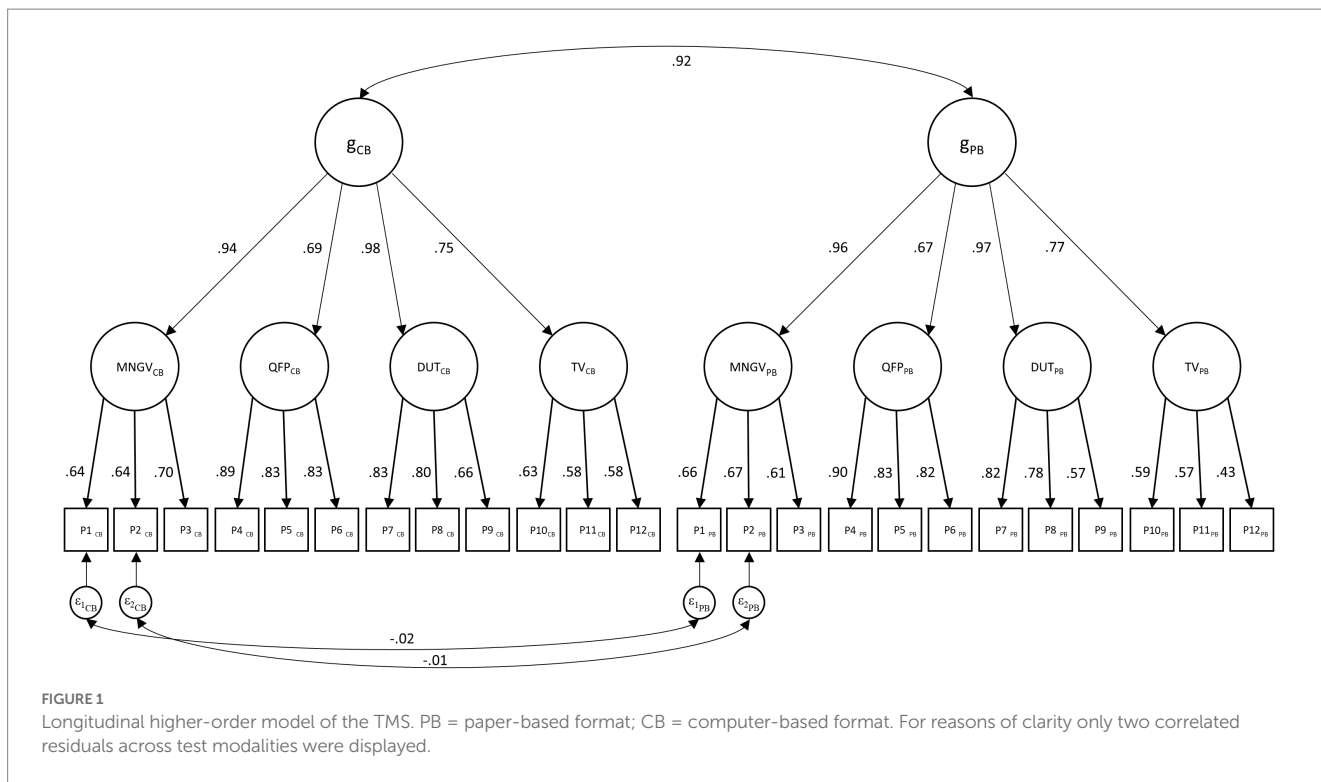 .92
gCB gPB
.94 .69 .98 .75 .96 .67 .97 .77
MNGVCB QFPCB DUTCB TVCB MNGVPB QFPPB DUTPB TVPB
.64 .64 .70 .89 .83 .83 .83 .80 .66 .63 .58 .58 .66 .67 .61 .90 .83 .82 .82 .78 .57 .59 .57 .43
P1 CB P2 CB P3 CB P4 CB P5 CB P6 CB P7 CB P8 CB P9 CB P10CB P11CB P12CB P1 PB P2 PB P3 PB P4 PB P5 PB P6 PB P7 PB P8 PB P9 PB P10PB P11PB P12PB
ε1CB ε2CB ε1PB ε2PB
-.02
-.01
FIGURE 1
Longitudinal higher-order model of the TMS. PB = paper-based format; CB = computer-based format. For reasons of clarity only two correlated
residuals across test modalities were displayed.